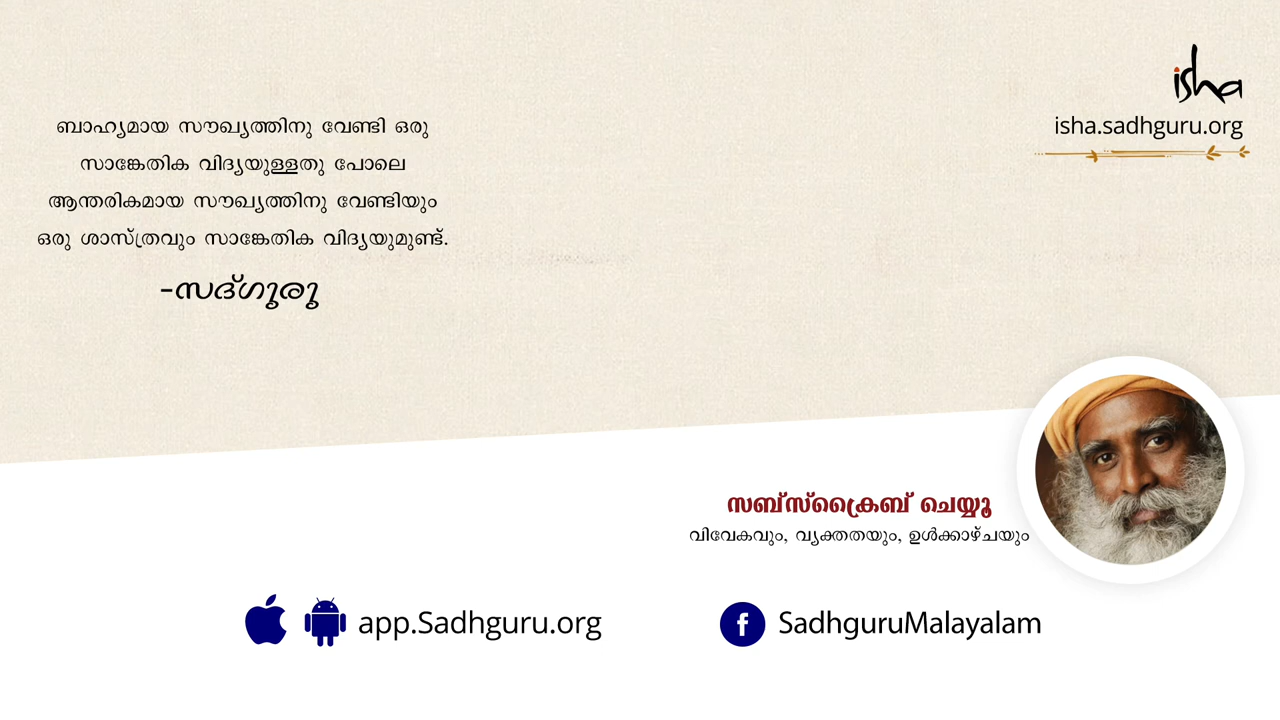 ബാഹ്യമായ സൗഖ്യത്തിനു വേണ്ടി ഒരു
സാങ്കേതിക വിദ്യയുള്ളതു പോലെ
ആന്തരികമായ സൗഖ്യത്തിനു വേണ്ടിയും
ഒരു ശാസ്ത്രവും സാങ്കേതിക വിദ്യയുമുണ്ട്.
-സദ്ഗുരു
isha
isha.sadhguru.org
സബ്സ്ക്രൈബ് ചെയ്യൂ
വിവേകവും, വ്യക്തതയും, ഉൾക്കാഴ്ചയും
app.Sadhguru.org
f SadhguruMalayalam